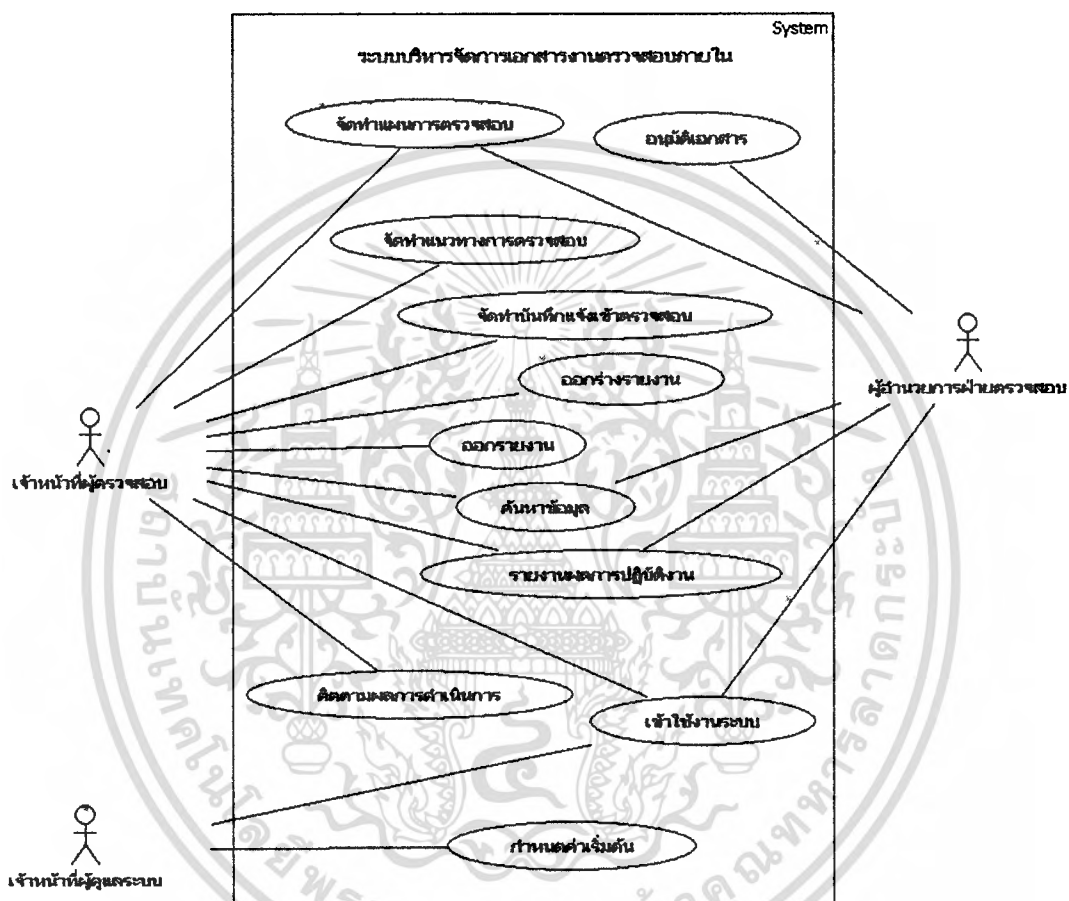 System
ระบบบริหารจัดการเอกสารงานตรวจสอบภายใน
จัดทำแผนการตรวจสอบ
อนุมัติเอกสาร
จัดทำแนวทางการตรวจสอบ
จัดทำบันทึกแจ้งเข้าตรวจสอบ
ออกร่างรายงาน
ผู้อำนวยการฝ่ายตรวจสอบ
ออกรายงาน
เจ้าหน้าที่ผู้ตรวจสอบ
ค้นหาข้อมูล
รายงานผลการปฏิบัติงาน
ติดตามผลการดำเนินการ
เข้าใช้งานระบบ
กำหนดค่าเริ่มต้น
เจ้าหน้าที่ผู้ดูแลระบบ